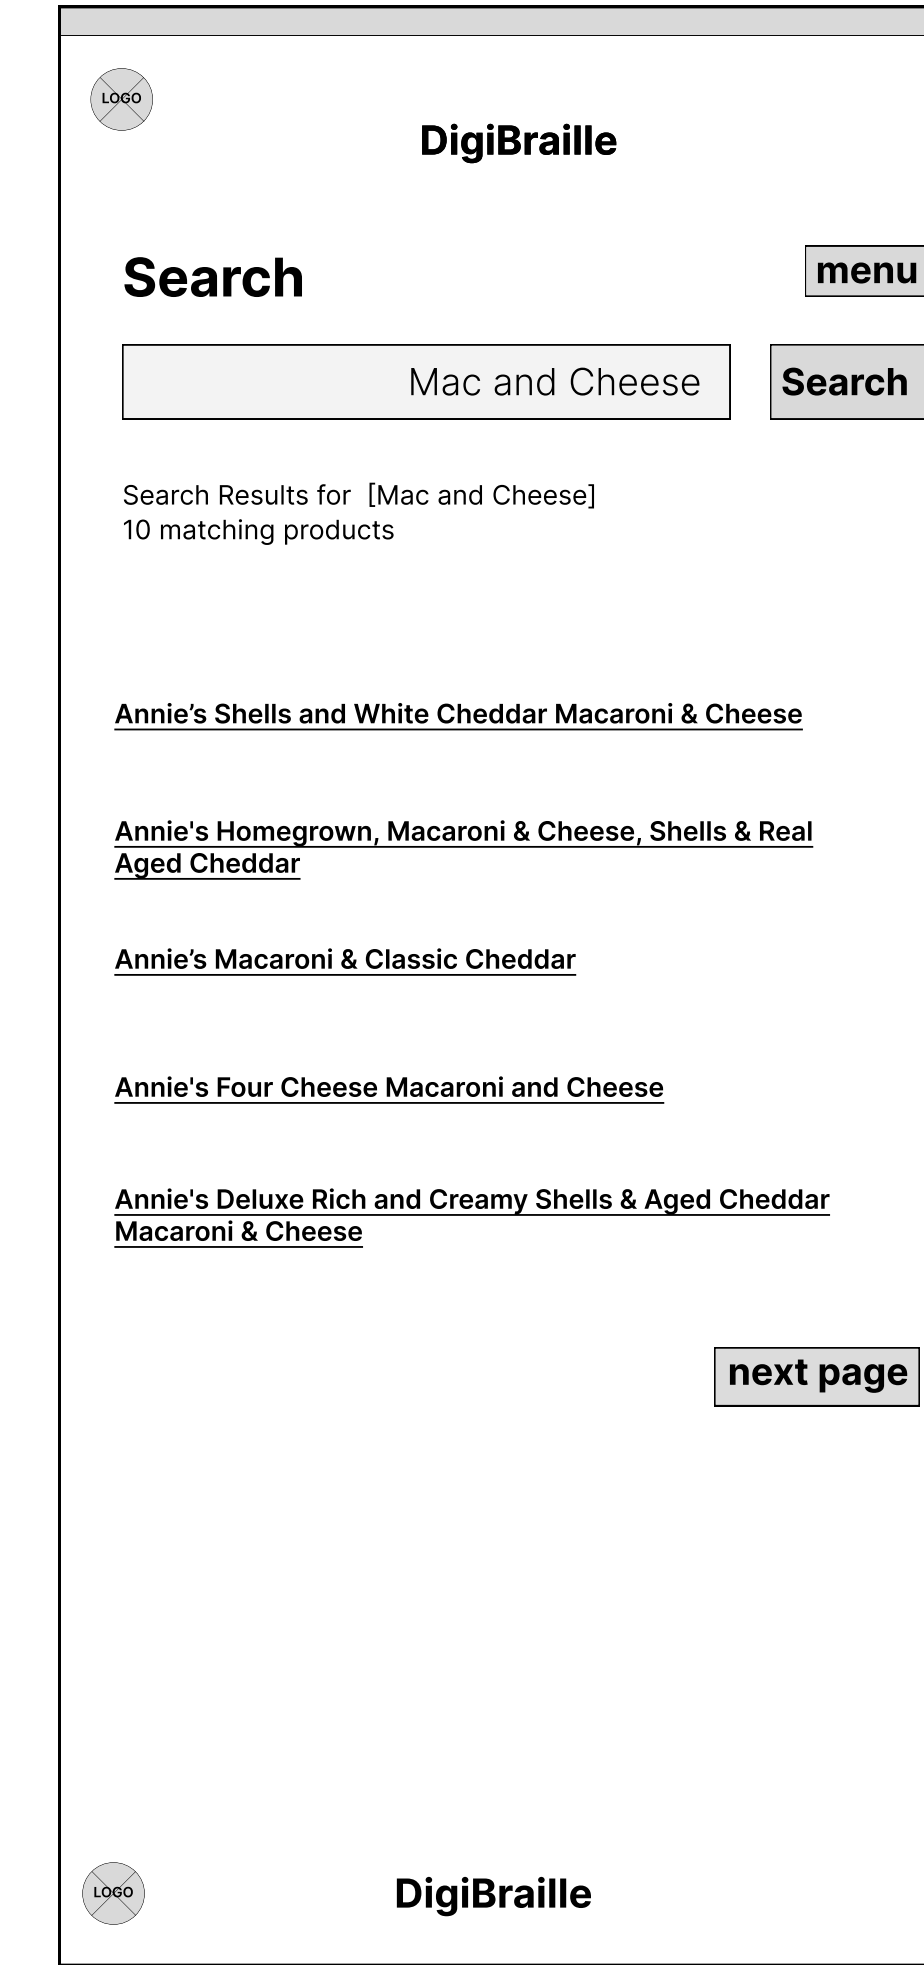 LOGO
DigiBraille
Search
menu
Mac and Cheese
Search
Search Results for  [Mac and Cheese]
10 matching products
Annie’s Shells and White Cheddar Macaroni & Cheese
Annie's Homegrown, Macaroni & Cheese, Shells & Real
Aged Cheddar
Annie’s Macaroni & Classic Cheddar
Annie's Four Cheese Macaroni and Cheese
Annie's Deluxe Rich and Creamy Shells & Aged Cheddar
Macaroni & Cheese
next page
LOGO
DigiBraille